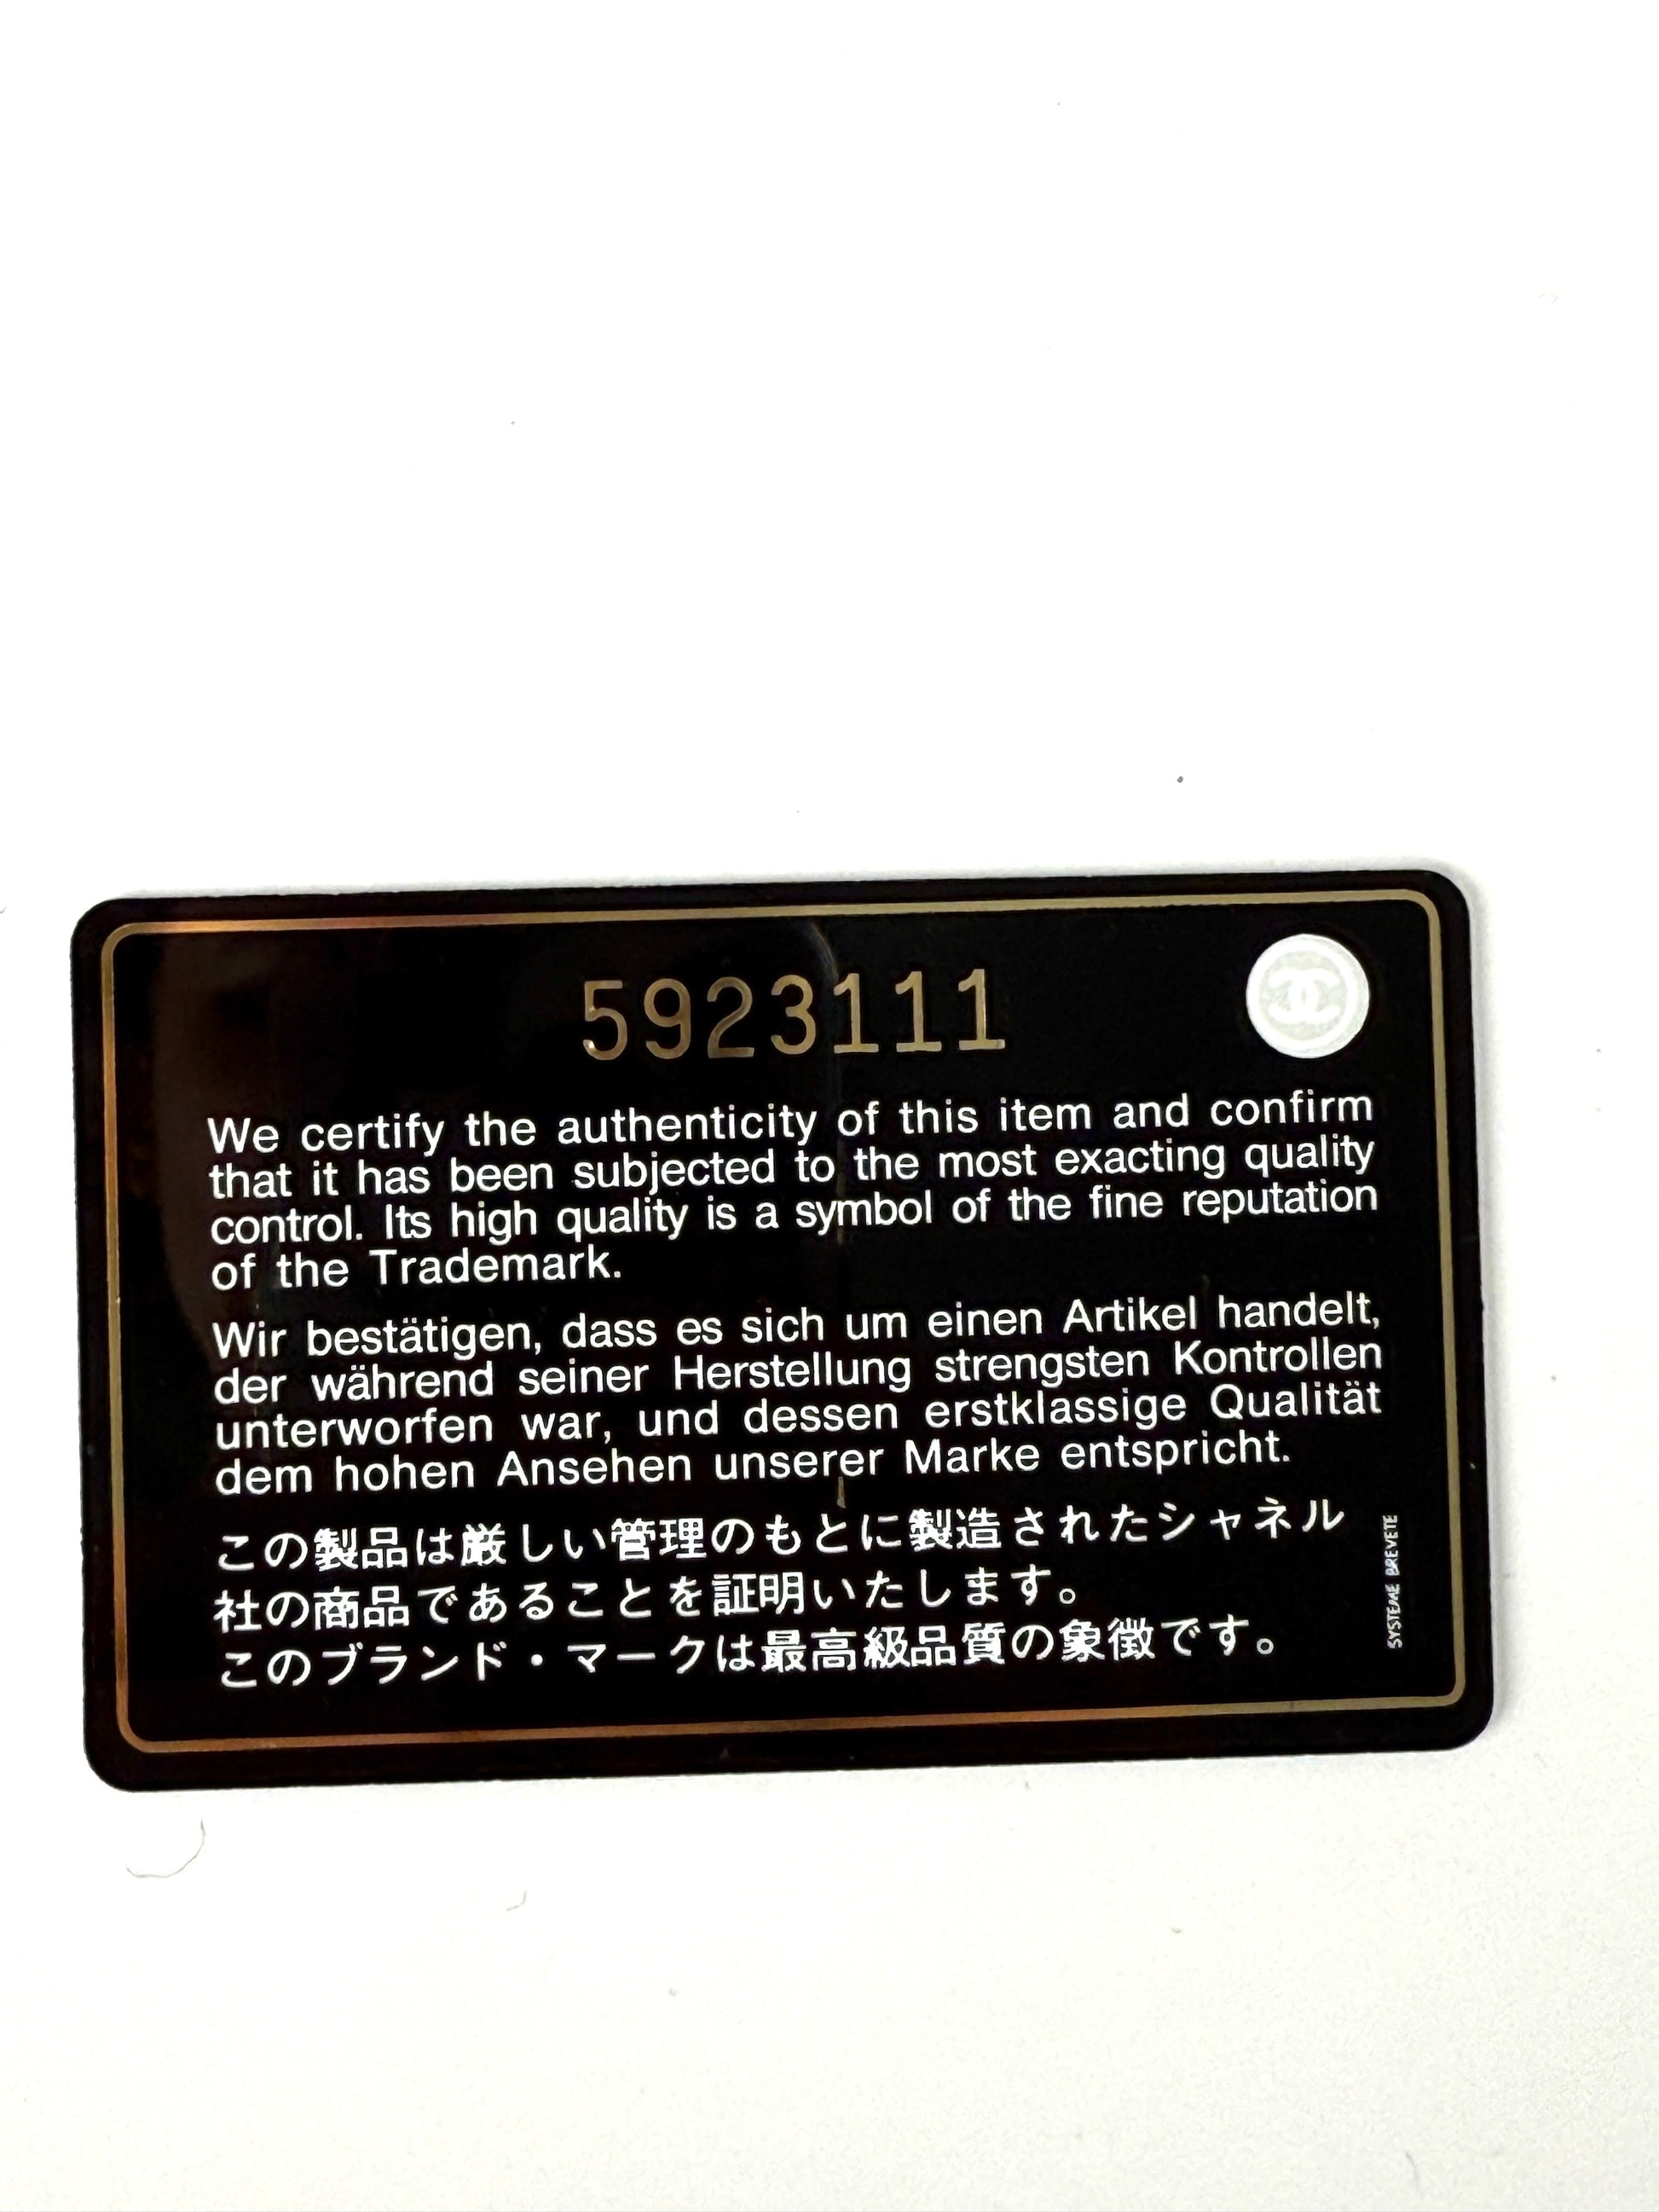 5923111
We certify the authenticity of this item and confirm
that it has been subjected to the most exacting quality
control. Its high quality is a symbol of the fine reputation
of the Trademark.
Wir bestätigen, dass es sich um einen Artikel handelt,
der während seiner Herstellung strengsten Kontrollen
unterworfen war, und dessen erstklassige Qualität
dem hohen Ansehen unserer Marke entspricht.
この製品は厳しい管理のもとに製造されたシャネル
社の商品であることを証明いたします。
このブランド・マークは最高級品質の象徴です。
SYSTEME BREVETE